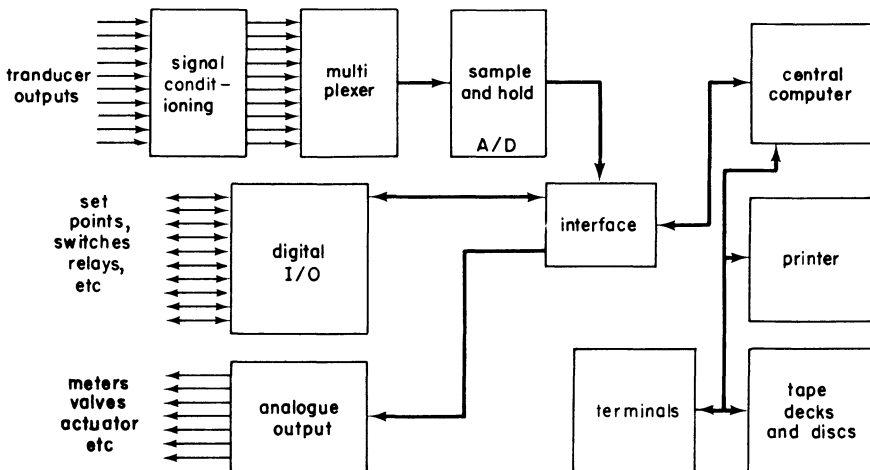 tranducer
outputs
signal
condit-
ioning
multi
plexer
sample
and hold
A/D
central
computer
set
points,
switches
relays,
etc
digital
I/O
interface
printer
meters
valves
actuator
etc
analogue
output
terminals
tape
decks
and discs